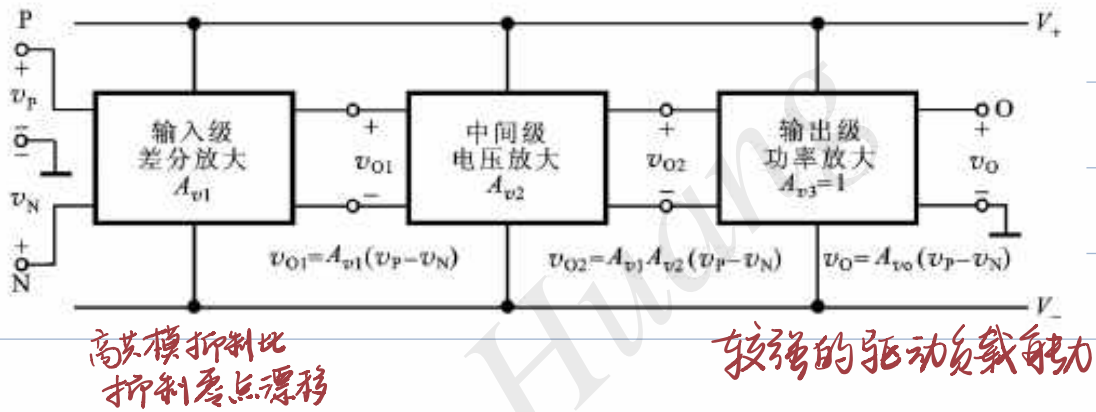 P
V₊
+
v_P
−
−
v_N
+
N
输入级
差分放大
A_v1
+
v_O1
−
中间级
电压放大
A_v2
+
v_O2
−
输出级
功率放大
A_v3=1
O
+
v_O
−
v_O1=A_v1(v_P−v_N)
v_O2=A_v1A_v2(v_P−v_N)
v_O=A_vo(v_P−v_N)
V₋
高共模抑制比
抑制零点漂移
较强的驱动负载能力
Huang